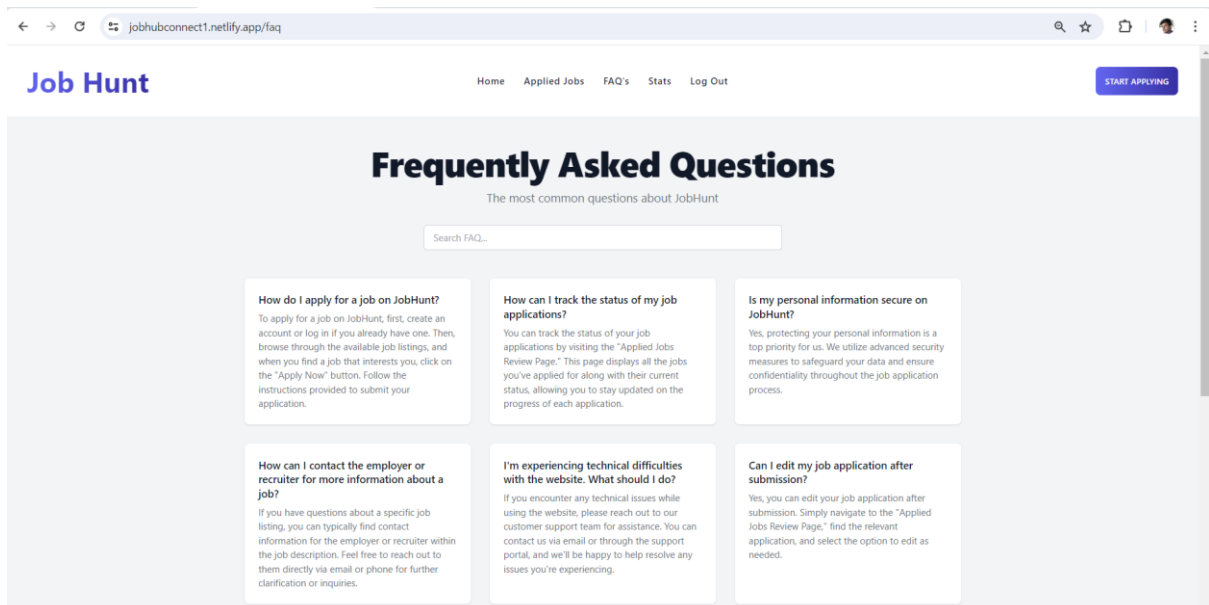 jobhubconnect1.netlify.app/faq
Job Hunt
Home Applied Jobs FAQ's Stats Log Out
START APPLYING
Frequently Asked Questions
The most common questions about JobHunt
Search FAQ...
How do I apply for a job on JobHunt?
To apply for a job on JobHunt, first, create an
account or log in if you already have one. Then,
browse through the available job listings, and
when you find a job that interests you, click on
the "Apply Now" button. Follow the
instructions provided to submit your
application.
How can I track the status of my job
applications?
You can track the status of your job
applications by visiting the "Applied Jobs
Review Page." This page displays all the jobs
you've applied for along with their current
status, allowing you to stay updated on the
progress of each application.
Is my personal information secure on
JobHunt?
Yes, protecting your personal information is a
top priority for us. We utilize advanced security
measures to safeguard your data and ensure
confidentiality throughout the job application
process.
How can I contact the employer or
recruiter for more information about a
job?
If you have questions about a specific job
listing, you can typically find contact
information for the employer or recruiter within
the job description. Feel free to reach out to
them directly via email or phone for further
clarification or inquiries.
I'm experiencing technical difficulties
with the website. What should I do?
If you encounter any technical issues while
using the website, please reach out to our
customer support team for assistance. You can
contact us via email or through the support
portal, and we'll be happy to help resolve any
issues you're experiencing.
Can I edit my job application after
submission?
Yes, you can edit your job application after
submission. Simply navigate to the "Applied
Jobs Review Page," find the relevant
application, and select the option to edit as
needed.